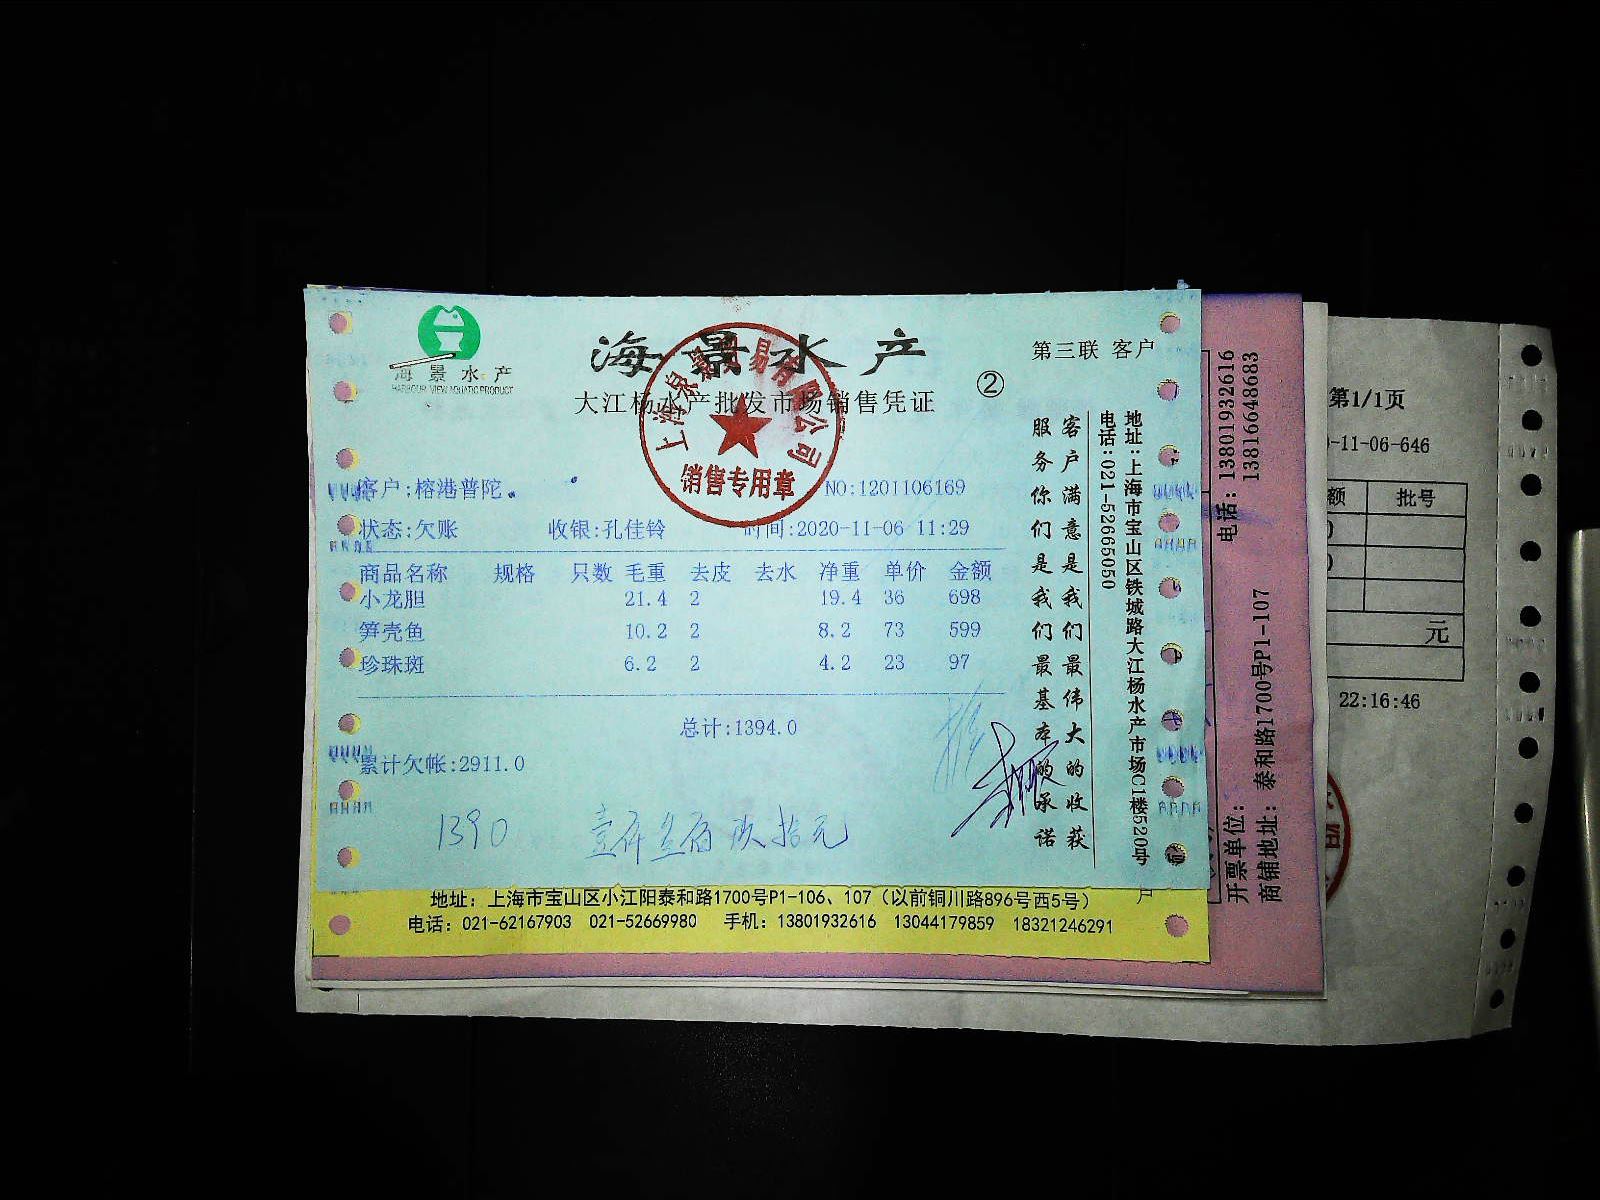 海景水产
HARBOUR VIEW AQUATIC PRODUCT
海景水产
第三联 客户
大江杨水产批发市场销售凭证
②
销售专用章
客户:榕港普陀
NO:1201106169
状态:欠账 收银:孔佳铃 时间:2020-11-06 11:29
商品名称 规格 只数 毛重 去皮 去水 净重 单价 金额
小龙胆 21.4 2 19.4 36 698
笋壳鱼 10.2 2 8.2 73 599
珍珠斑 6.2 2 4.2 23 97
总计:1394.0
累计欠帐:2911.0
1390 壹仟叁佰玖拾元
客户满意是我们最伟大的收获
服务你们是我们最基本的承诺
地址:上海市宝山区铁城路大江杨水产市场C1楼520号
电话:021-52665050
地址：上海市宝山区小江阳泰和路1700号P1-106、107（以前铜川路896号西5号）
电话：021-62167903 021-52669980 手机：13801932616 13044179859 18321246291
户
电话：13801932616
13816648683
开票单位：
商铺地址：泰和路1700号P1-107
第1/1页
-11-06-646
额 批号
元
22:16:46